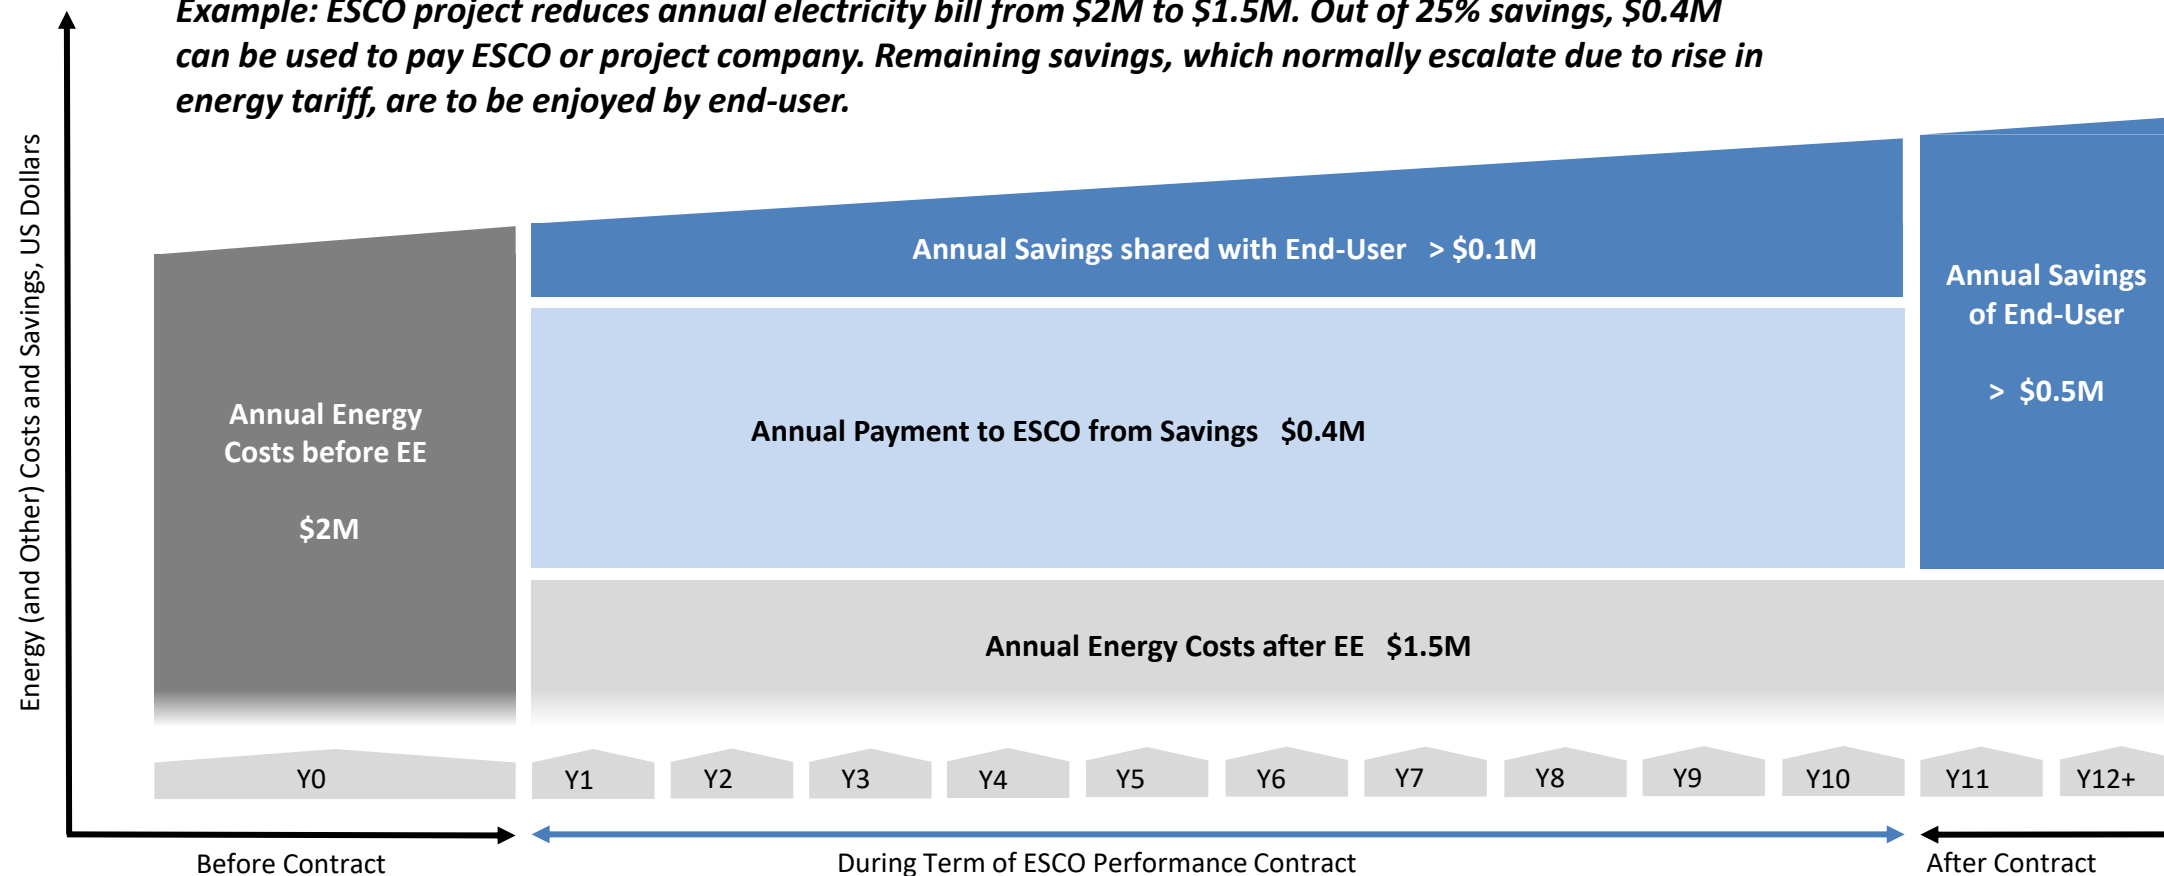 Example: ESCO project reduces annual electricity bill from $2M to $1.5M. Out of 25% savings, $0.4M
can be used to pay ESCO or project company. Remaining savings, which normally escalate due to rise in
energy tariff, are to be enjoyed by end-user.
Energy (and Other) Costs and Savings, US Dollars
Annual Energy
Costs before EE
$2M
Annual Savings shared with End-User > $0.1M
Annual Payment to ESCO from Savings $0.4M
Annual Energy Costs after EE $1.5M
Annual Savings
of End-User
> $0.5M
Y0
Y1
Y2
Y3
Y4
Y5
Y6
Y7
Y8
Y9
Y10
Y11
Y12+
Before Contract
During Term of ESCO Performance Contract
After Contract